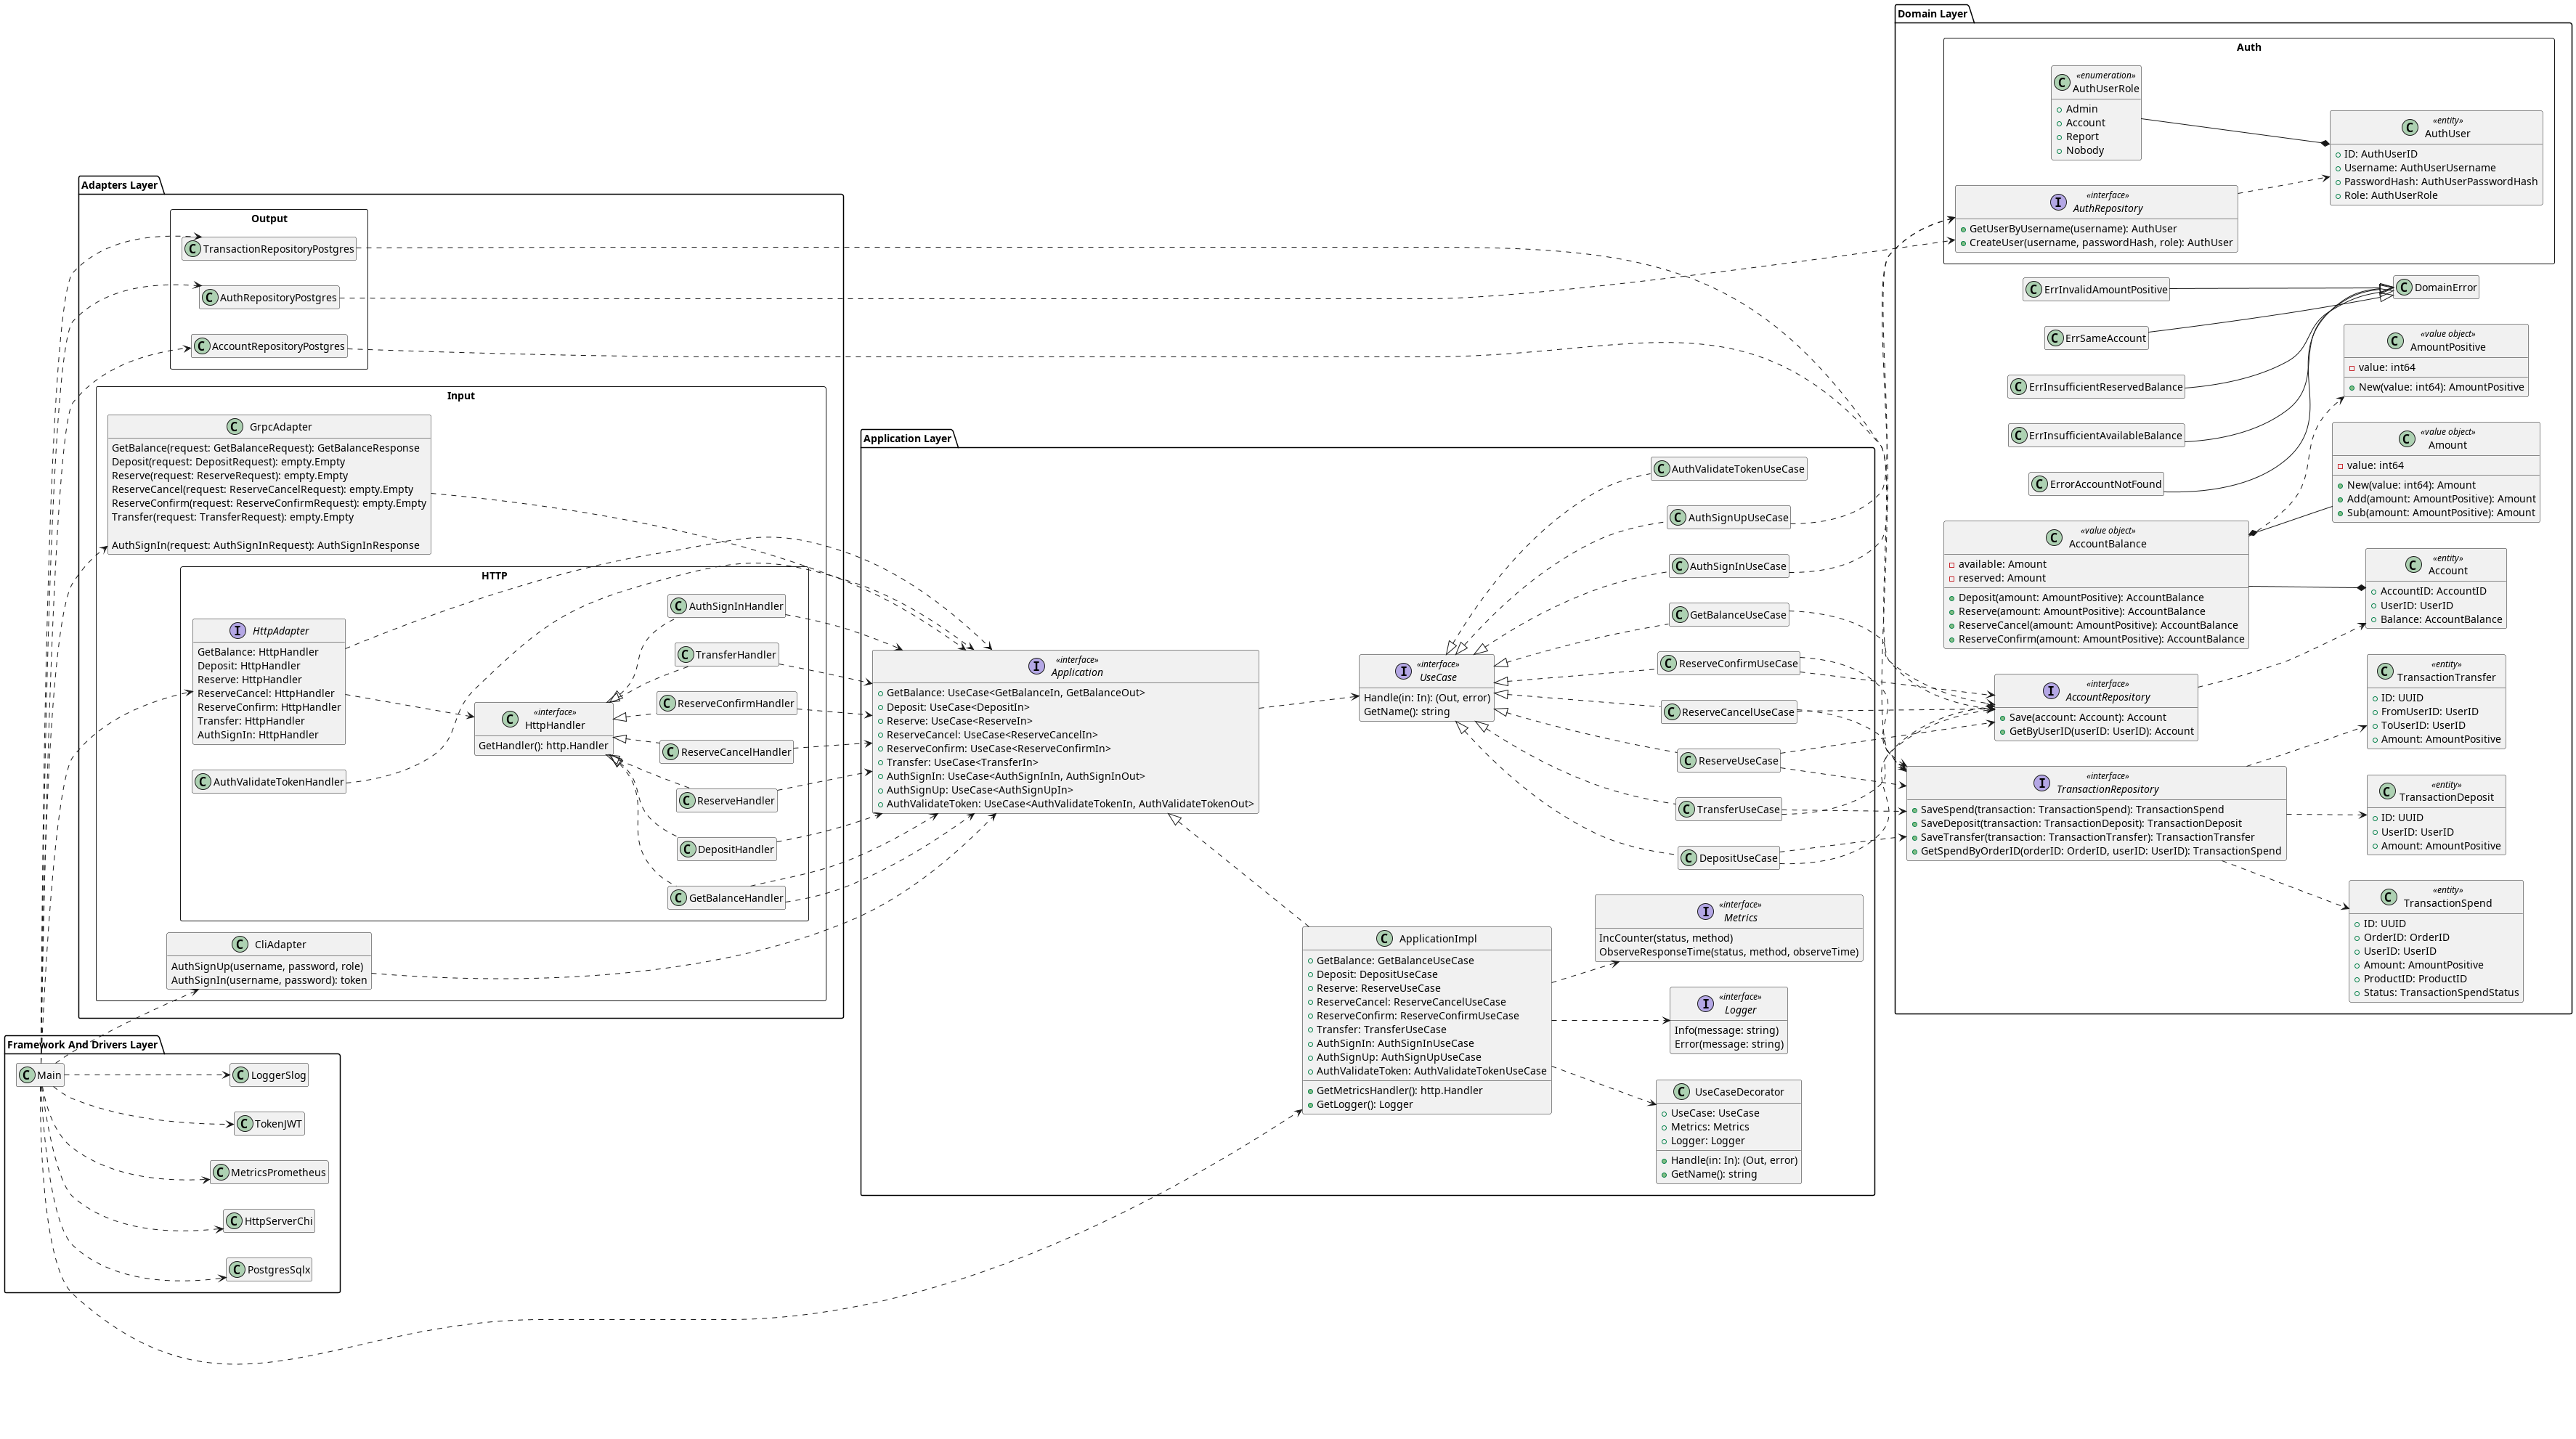 Domain Layer
Auth
C «enumeration»
AuthUserRole
Admin
Account
Report
Nobody
C «entity»
AuthUser
ID: AuthUserID
Username: AuthUserUsername
PasswordHash: AuthUserPasswordHash
Role: AuthUserRole
I «interface»
AuthRepository
GetUserByUsername(username): AuthUser
CreateUser(username, passwordHash, role): AuthUser
C ErrInvalidAmountPositive
C DomainError
C ErrSameAccount
C ErrInsufficientReservedBalance
C ErrInsufficientAvailableBalance
C ErrorAccountNotFound
C «value object»
AmountPositive
value: int64
New(value: int64): AmountPositive
C «value object»
Amount
value: int64
New(value: int64): Amount
Add(amount: AmountPositive): Amount
Sub(amount: AmountPositive): Amount
C «value object»
AccountBalance
available: Amount
reserved: Amount
Deposit(amount: AmountPositive): AccountBalance
Reserve(amount: AmountPositive): AccountBalance
ReserveCancel(amount: AmountPositive): AccountBalance
ReserveConfirm(amount: AmountPositive): AccountBalance
C «entity»
Account
AccountID: AccountID
UserID: UserID
Balance: AccountBalance
I «interface»
AccountRepository
Save(account: Account): Account
GetByUserID(userID: UserID): Account
C «entity»
TransactionTransfer
ID: UUID
FromUserID: UserID
ToUserID: UserID
Amount: AmountPositive
I «interface»
TransactionRepository
SaveSpend(transaction: TransactionSpend): TransactionSpend
SaveDeposit(transaction: TransactionDeposit): TransactionDeposit
SaveTransfer(transaction: TransactionTransfer): TransactionTransfer
GetSpendByOrderID(orderID: OrderID, userID: UserID): TransactionSpend
C «entity»
TransactionDeposit
ID: UUID
UserID: UserID
Amount: AmountPositive
C «entity»
TransactionSpend
ID: UUID
OrderID: OrderID
UserID: UserID
Amount: AmountPositive
ProductID: ProductID
Status: TransactionSpendStatus
Adapters Layer
Output
C TransactionRepositoryPostgres
C AuthRepositoryPostgres
C AccountRepositoryPostgres
Input
C GrpcAdapter
GetBalance(request: GetBalanceRequest): GetBalanceResponse
Deposit(request: DepositRequest): empty.Empty
Reserve(request: ReserveRequest): empty.Empty
ReserveCancel(request: ReserveCancelRequest): empty.Empty
ReserveConfirm(request: ReserveConfirmRequest): empty.Empty
Transfer(request: TransferRequest): empty.Empty
AuthSignIn(request: AuthSignInRequest): AuthSignInResponse
HTTP
I HttpAdapter
GetBalance: HttpHandler
Deposit: HttpHandler
Reserve: HttpHandler
ReserveCancel: HttpHandler
ReserveConfirm: HttpHandler
Transfer: HttpHandler
AuthSignIn: HttpHandler
C AuthValidateTokenHandler
C «interface»
HttpHandler
GetHandler(): http.Handler
C AuthSignInHandler
C TransferHandler
C ReserveConfirmHandler
C ReserveCancelHandler
C ReserveHandler
C DepositHandler
C GetBalanceHandler
C CliAdapter
AuthSignUp(username, password, role)
AuthSignIn(username, password): token
Application Layer
I «interface»
Application
GetBalance: UseCase<GetBalanceIn, GetBalanceOut>
Deposit: UseCase<DepositIn>
Reserve: UseCase<ReserveIn>
ReserveCancel: UseCase<ReserveCancelIn>
ReserveConfirm: UseCase<ReserveConfirmIn>
Transfer: UseCase<TransferIn>
AuthSignIn: UseCase<AuthSignInIn, AuthSignInOut>
AuthSignUp: UseCase<AuthSignUpIn>
AuthValidateToken: UseCase<AuthValidateTokenIn, AuthValidateTokenOut>
I «interface»
UseCase
Handle(in: In): (Out, error)
GetName(): string
C AuthValidateTokenUseCase
C AuthSignUpUseCase
C AuthSignInUseCase
C GetBalanceUseCase
C ReserveConfirmUseCase
C ReserveCancelUseCase
C ReserveUseCase
C TransferUseCase
C DepositUseCase
C ApplicationImpl
GetBalance: GetBalanceUseCase
Deposit: DepositUseCase
Reserve: ReserveUseCase
ReserveCancel: ReserveCancelUseCase
ReserveConfirm: ReserveConfirmUseCase
Transfer: TransferUseCase
AuthSignIn: AuthSignInUseCase
AuthSignUp: AuthSignUpUseCase
AuthValidateToken: AuthValidateTokenUseCase
GetMetricsHandler(): http.Handler
GetLogger(): Logger
I «interface»
Metrics
IncCounter(status, method)
ObserveResponseTime(status, method, observeTime)
I «interface»
Logger
Info(message: string)
Error(message: string)
C UseCaseDecorator
UseCase: UseCase
Metrics: Metrics
Logger: Logger
Handle(in: In): (Out, error)
GetName(): string
Framework And Drivers Layer
C Main
C LoggerSlog
C TokenJWT
C MetricsPrometheus
C HttpServerChi
C PostgresSqlx